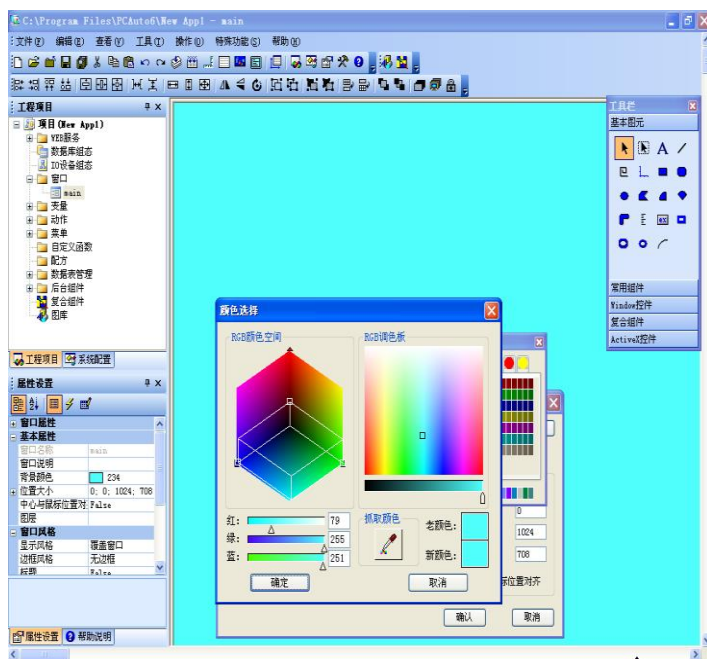 C:\Program Files\PCAuto6\New Appl - main
文件(F) 编辑(E) 查看(V) 工具(T) 操作(O) 特殊功能(S) 帮助(H)
工程项目
项目(New Appl)
WEB服务
数据库组态
IO设备组态
窗口
main
变量
动作
菜单
自定义函数
配方
数据表管理
后台组件
复合组件
图库
工程项目 系统配置
属性设置
窗口属性
基本属性
窗口名称 main
窗口说明
背景颜色 234
位置大小 0; 0; 1024; 708
中心与鼠标位置对 False
图层
窗口风格
显示风格 覆盖窗口
边框风格 无边框
标题 False
属性设置 帮助说明
工具栏
基本图元
A
EX
常用组件
Window控件
复合组件
ActiveX控件
颜色选择
RGB颜色空间
RGB调色板
红: 79
绿: 255
蓝: 251
抓取颜色
老颜色:
新颜色:
确定
取消
0
1024
708
标位置对齐
确认
取消